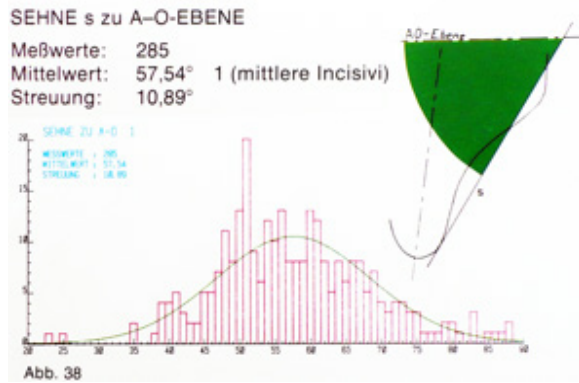 SEHNE s zu A–O-EBENE
Meßwerte: 285
Mittelwert: 57,54° 1 (mittlere Incisivi)
Streuung: 10,89°
A.O-Ebene
s
SEHNE ZU A-O 1
MESSWERTE : 285
MITTELWERT : 57.54
STREUUNG : 10.89
20
15
10
5
20 25 30 35 40 45 50 55 60 65 70 75 80 85 90
Abb. 38